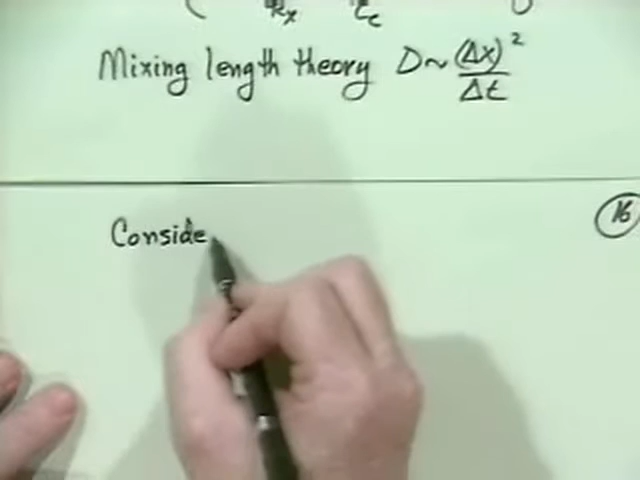 Mixing length theory D ~ (Δx)² / Δt
16
Conside